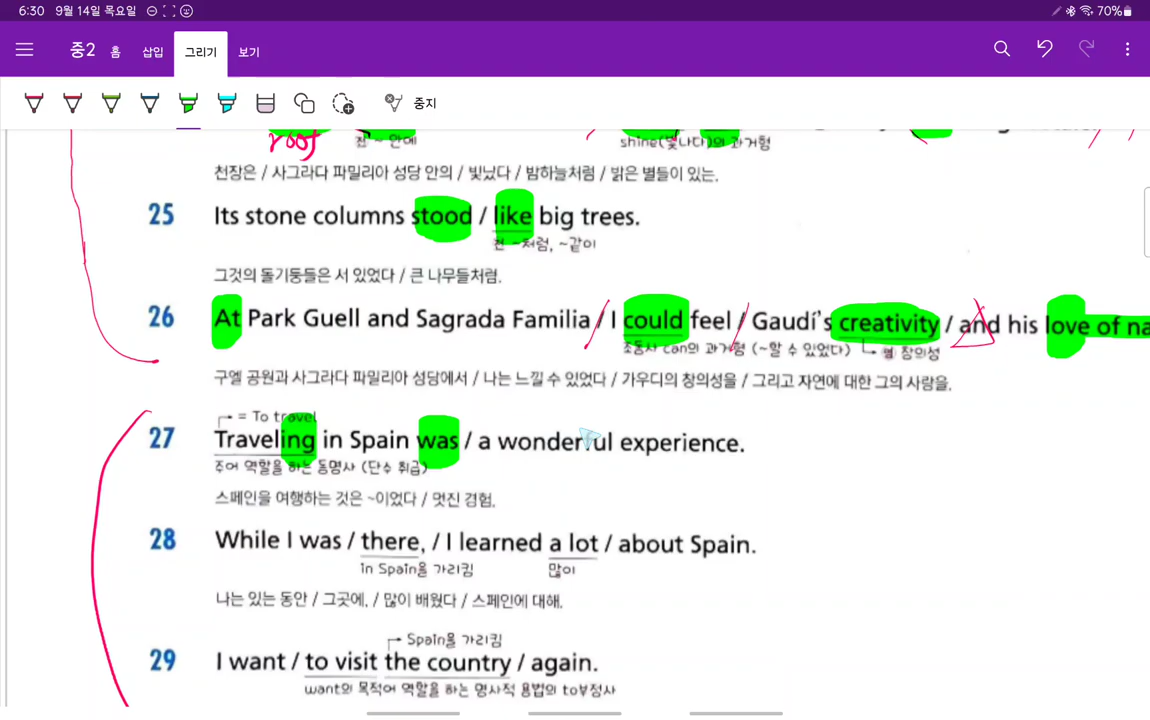 6:30 9월 14일 목요일 70%
중2 홈 삽입 그리기 보기
중지
roof 전 ~ 안에 shine(빛나다)의 과거형
천장은 / 사그라다 파밀리아 성당 안의 / 빛났다 / 밤하늘처럼 / 밝은 별들이 있는.
25 Its stone columns stood / like big trees.
전 ~처럼, ~같이
그것의 돌기둥들은 서 있었다 / 큰 나무들처럼.
26 At Park Guell and Sagrada Familia / I could feel / Gaudí's creativity / and his love of na
조동사 can의 과거형 (~할 수 있었다) 명 창의성
구엘 공원과 사그라다 파밀리아 성당에서 / 나는 느낄 수 있었다 / 가우디의 창의성을 / 그리고 자연에 대한 그의 사랑을.
= To travel
27 Traveling in Spain was / a wonderful experience.
주어 역할을 하는 동명사 (단수 취급)
스페인을 여행하는 것은 ~이었다 / 멋진 경험.
28 While I was / there, / I learned a lot / about Spain.
in Spain을 가리킴 많이
나는 있는 동안 / 그곳에, / 많이 배웠다 / 스페인에 대해.
Spain을 가리킴
29 I want / to visit the country / again.
want의 목적어 역할을 하는 명사적 용법의 to부정사